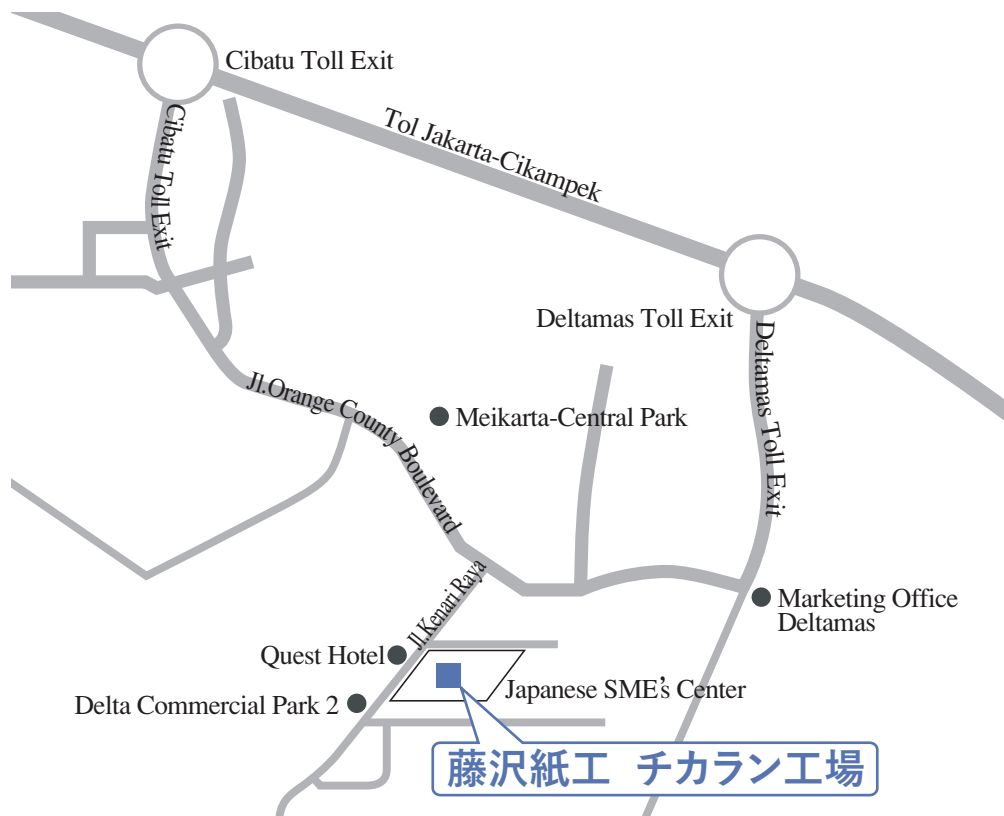 Cibatu Toll Exit
Tol Jakarta-Cikampek
Cibatu Toll Exit
Deltamas Toll Exit
Deltamas Toll Exit
Jl.Orange County Boulevard
Meikarta-Central Park
Jl.Kenari Raya
Marketing Office
Deltamas
Quest Hotel
Japanese SME's Center
Delta Commercial Park 2
藤沢紙工 チカラン工場